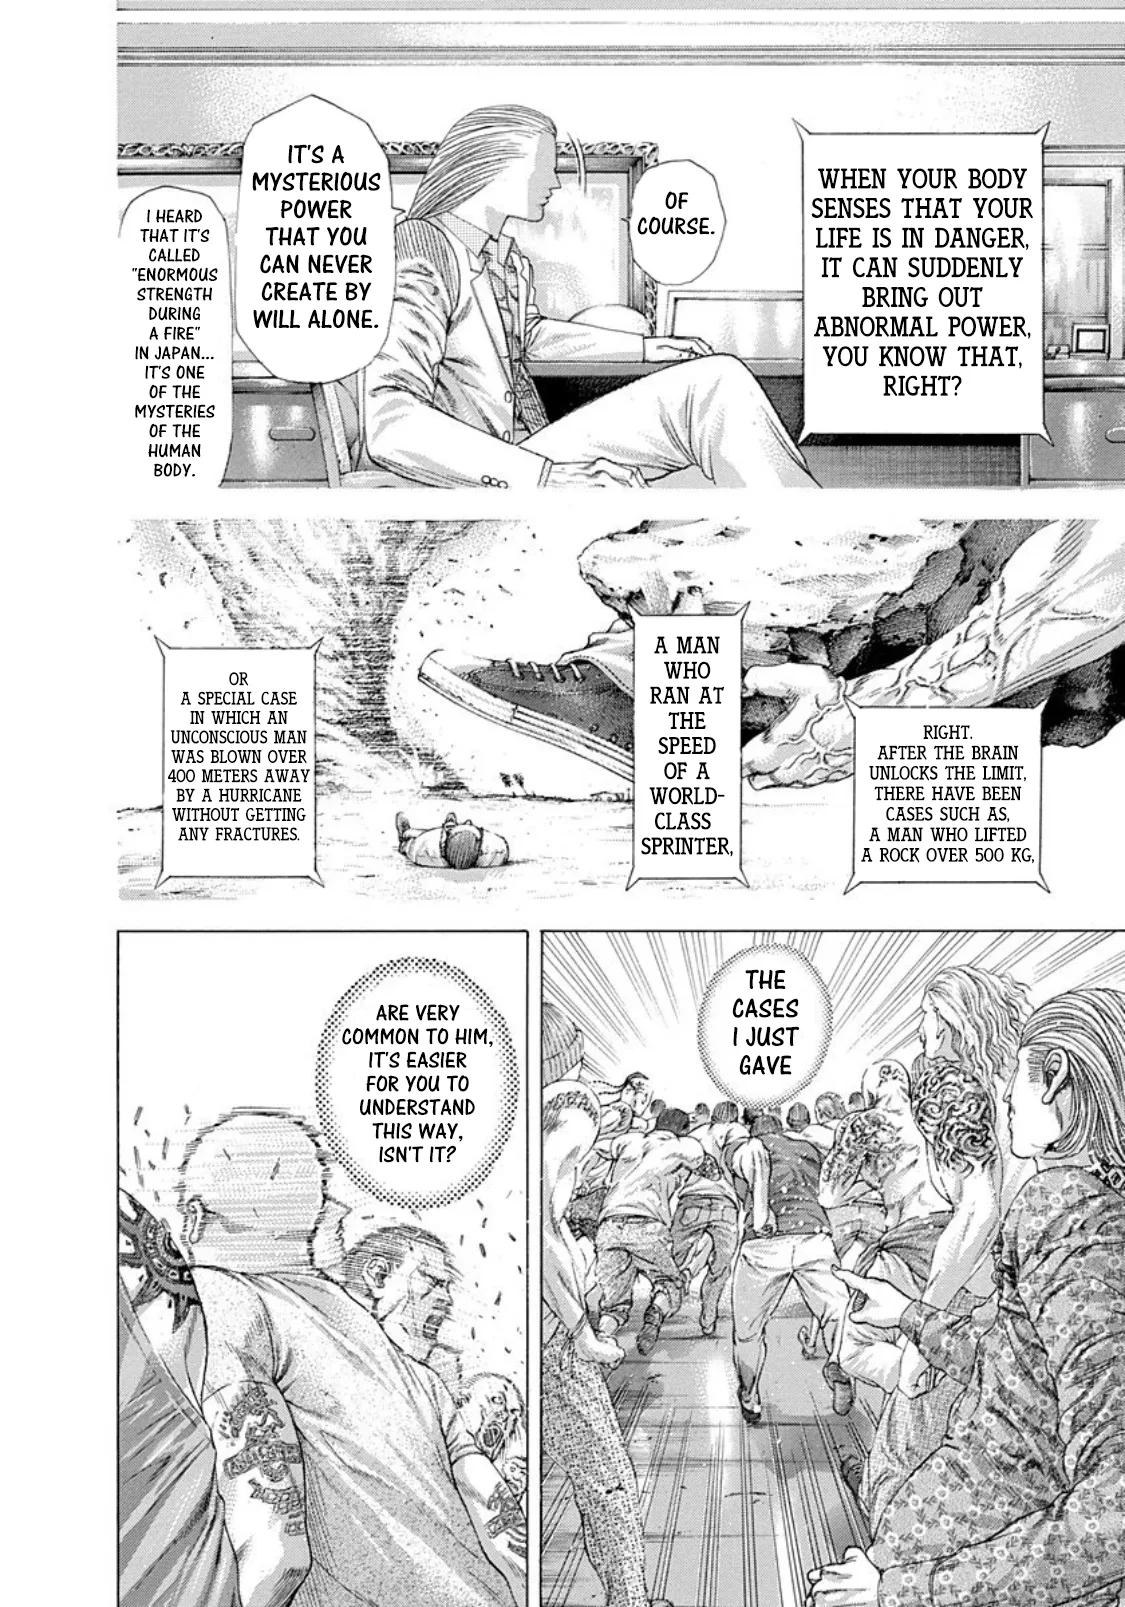 WHEN YOUR BODY
SENSES THAT YOUR
LIFE IS IN DANGER,
IT CAN SUDDENLY
BRING OUT
ABNORMAL POWER,
YOU KNOW THAT,
RIGHT?
OF
COURSE.
IT'S A
MYSTERIOUS
POWER
THAT YOU
CAN NEVER
CREATE BY
WILL ALONE.
I HEARD
THAT IT'S
CALLED
"ENORMOUS
STRENGTH
DURING
A FIRE"
IN JAPAN...
IT'S ONE
OF THE
MYSTERIES
OF THE
HUMAN
BODY.
RIGHT.
AFTER THE BRAIN
UNLOCKS THE LIMIT,
THERE HAVE BEEN
CASES SUCH AS,
A MAN WHO LIFTED
A ROCK OVER 500 KG,
A MAN
WHO
RAN AT
THE
SPEED
OF A
WORLD-
CLASS
SPRINTER,
OR
A SPECIAL CASE
IN WHICH AN
UNCONSCIOUS MAN
WAS BLOWN OVER
400 METERS AWAY
BY A HURRICANE
WITHOUT GETTING
ANY FRACTURES.
THE
CASES
I JUST
GAVE
ARE VERY
COMMON TO HIM,
IT'S EASIER
FOR YOU TO
UNDERSTAND
THIS WAY,
ISN'T IT?